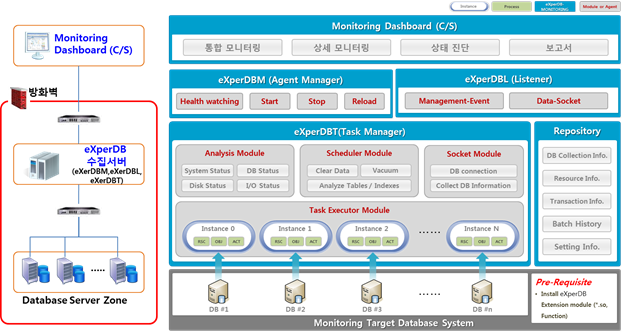 Instance
Process
eXperDB
MONITORING
Module or Agent
Monitoring
Dashboard (C/S)
방화벽
eXperDB
수집서버
(eXerDBM,eXerDBL,
eXerDBT)
Database Server Zone
Monitoring Dashboard (C/S)
통합 모니터링
상세 모니터링
상태 진단
보고서
eXperDBM (Agent Manager)
Health watching
Start
Stop
Reload
eXperDBL (Listener)
Management-Event
Data-Socket
eXperDBT(Task Manager)
Analysis Module
System Status
DB Status
Disk Status
I/O Status
Scheduler Module
Clear Data
Vacuum
Analyze Tables / Indexes
Socket Module
DB connection
Collect DB Information
Task Executor Module
Instance 0
RSC
OBJ
ACT
Instance 1
RSC
OBJ
ACT
Instance 2
RSC
OBJ
ACT
......
Instance N
RSC
OBJ
ACT
Repository
DB Collection Info.
Resource Info.
Transaction Info.
Batch History
Setting Info.
DB #1
DB #2
DB #3
......
DB #n
Monitoring Target Database System
Pre-Requisite
• Install eXperDB
Extension module (*.so,
Function)